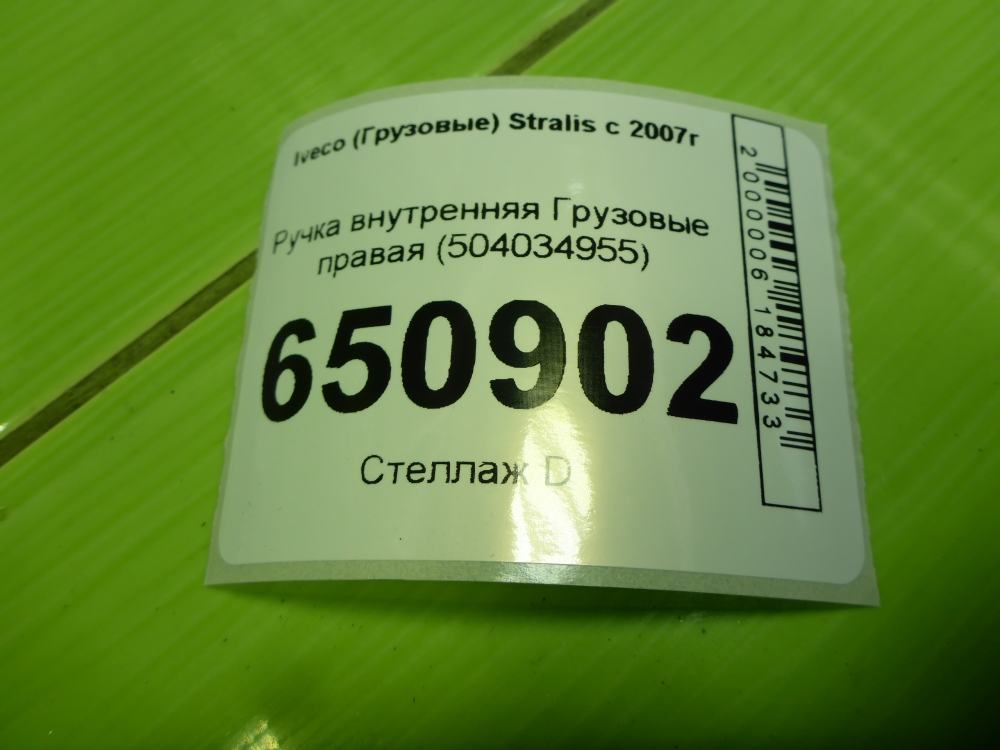 Iveco (Грузовые) Stralis с 2007г
Ручка внутренняя Грузовые
правая (504034955)
650902
Стеллаж D
2000006184733